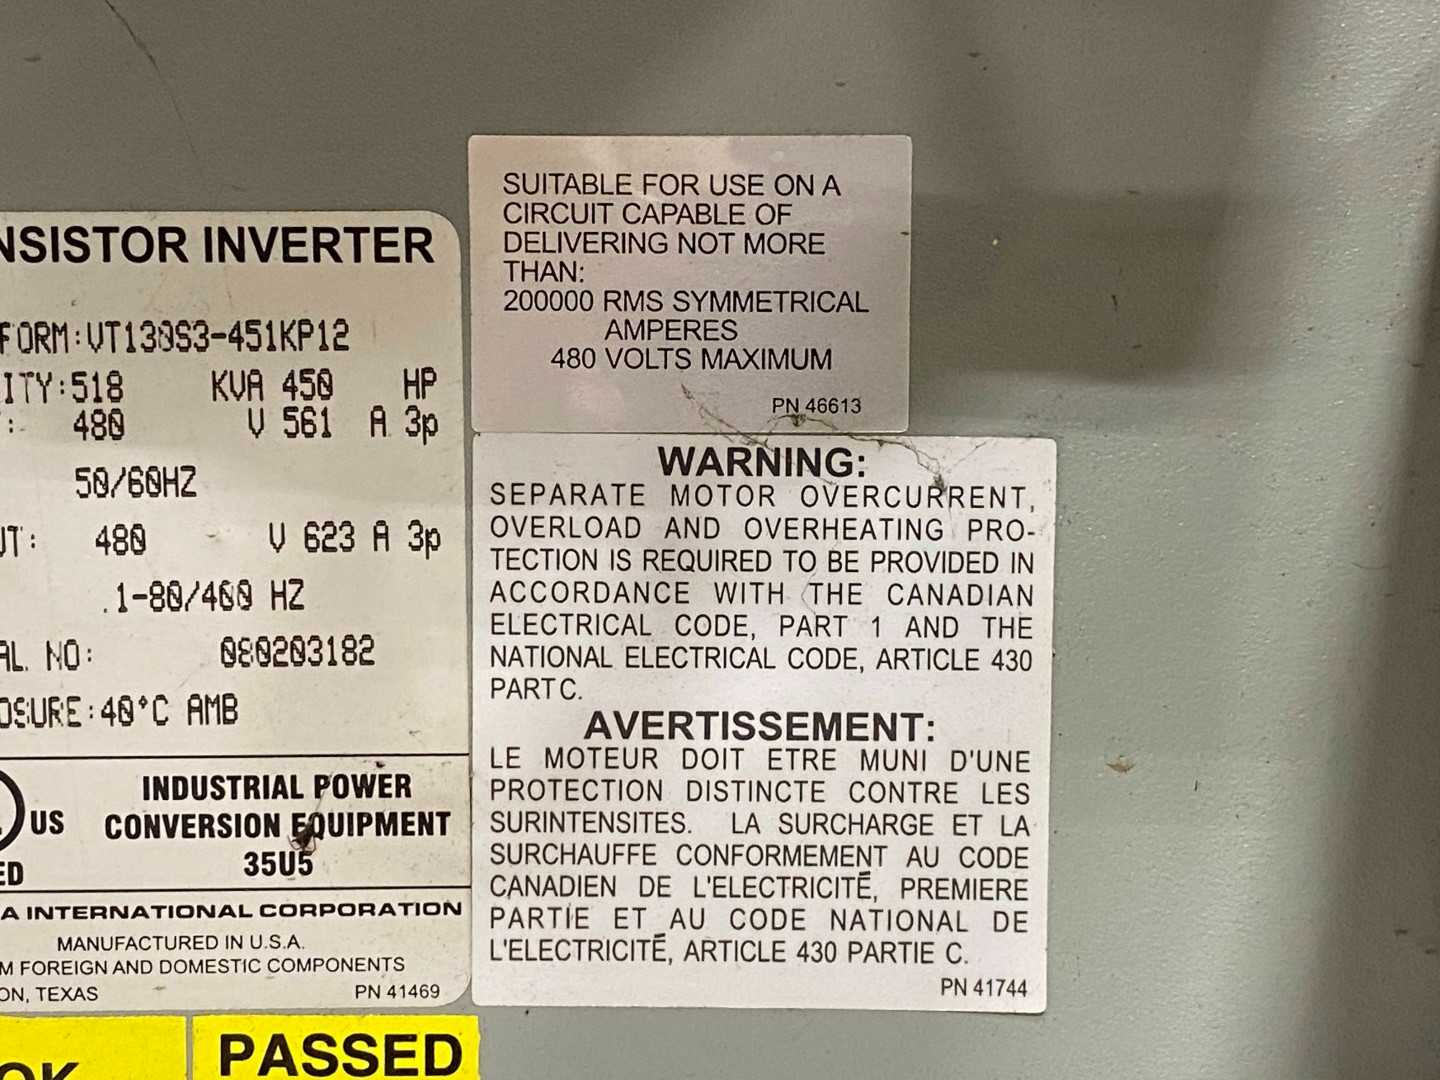 NSISTOR INVERTER
FORM:VT130S3-451KP12
ITY:518 KVA 450 HP
: 480 V 561 A 3p
50/60HZ
UT: 480 V 623 A 3p
.1-80/400 HZ
AL NO: 080203182
OSURE:40°C AMB
US
ED
INDUSTRIAL POWER
CONVERSION EQUIPMENT
35U5
A INTERNATIONAL CORPORATION
MANUFACTURED IN U.S.A.
M FOREIGN AND DOMESTIC COMPONENTS
ON, TEXAS PN 41469
OK
PASSED
SUITABLE FOR USE ON A
CIRCUIT CAPABLE OF
DELIVERING NOT MORE
THAN:
200000 RMS SYMMETRICAL
AMPERES
480 VOLTS MAXIMUM
PN 46613
WARNING:
SEPARATE MOTOR OVERCURRENT,
OVERLOAD AND OVERHEATING PRO-
TECTION IS REQUIRED TO BE PROVIDED IN
ACCORDANCE WITH THE CANADIAN
ELECTRICAL CODE, PART 1 AND THE
NATIONAL ELECTRICAL CODE, ARTICLE 430
PART C.
AVERTISSEMENT:
LE MOTEUR DOIT ETRE MUNI D'UNE
PROTECTION DISTINCTE CONTRE LES
SURINTENSITES. LA SURCHARGE ET LA
SURCHAUFFE CONFORMEMENT AU CODE
CANADIEN DE L'ELECTRICITÉ, PREMIERE
PARTIE ET AU CODE NATIONAL DE
L'ELECTRICITÉ, ARTICLE 430 PARTIE C.
PN 41744